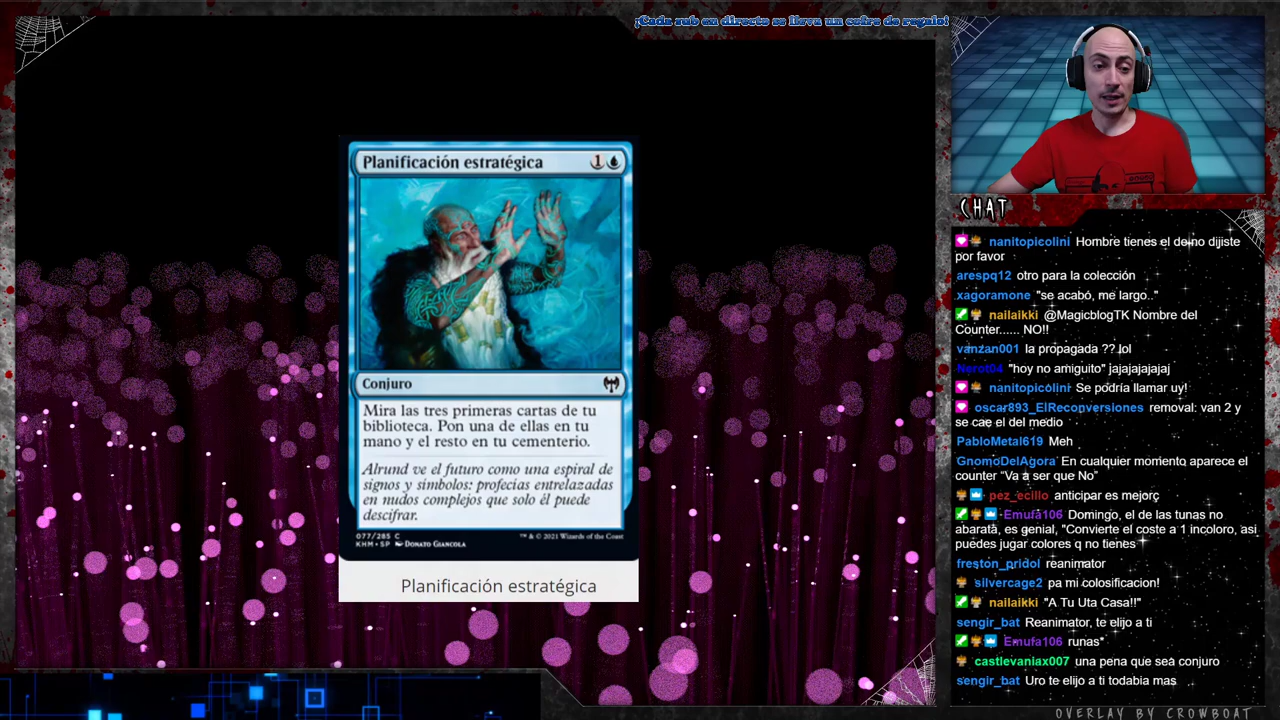 ¡Cada sub en directo se lleva un cofre de regalo!
Planificación estratégica 1
Conjuro
Mira las tres primeras cartas de tu
biblioteca. Pon una de ellas en tu
mano y el resto en tu cementerio.
Alrund ve el futuro como una espiral de
signos y símbolos: profecías entrelazadas
en nudos complejos que solo él puede
descifrar.
077/285 C
KHM • SP Donato Giancola
™ & © 2021 Wizards of the Coast
Planificación estratégica
CHAT
nanitopicolini Hombre tienes el de no dijiste
por favor
arespq12 otro para la colección
xagoramone "se acabó, me largo.."
nailaikki @MagicblogTK Nombre del
Counter...... NO!!
vanzan001 la propagada ?? lol
Nerot04 "hoy no amiguito" jajajajajaj
nanitopicolini Se podría llamar uy!
oscar893_ElReconversiones removal: van 2 y
se cae el del medio
PabloMetal619 Meh
GnomoDelAgora En cualquier momento aparece el
counter “Va a ser que No”
pez_ecillo anticipar es mejorç
Emufa106 Domingo, el de las tunas no
abarata, es genial, "Convierte el coste a 1 incoloro, asi
puedes jugar colores q no tienes
freston_pridol reanimator
silvercage2 pa mi colosificacion!
nailaikki "A Tu Uta Casa!!"
sengir_bat Reanimator, te elijo a ti
Emufa106 runas*
castlevaniax007 una pena que sea conjuro
sengir_bat Uro te elijo a ti todabia mas
OVERLAY BY CROWBOAT